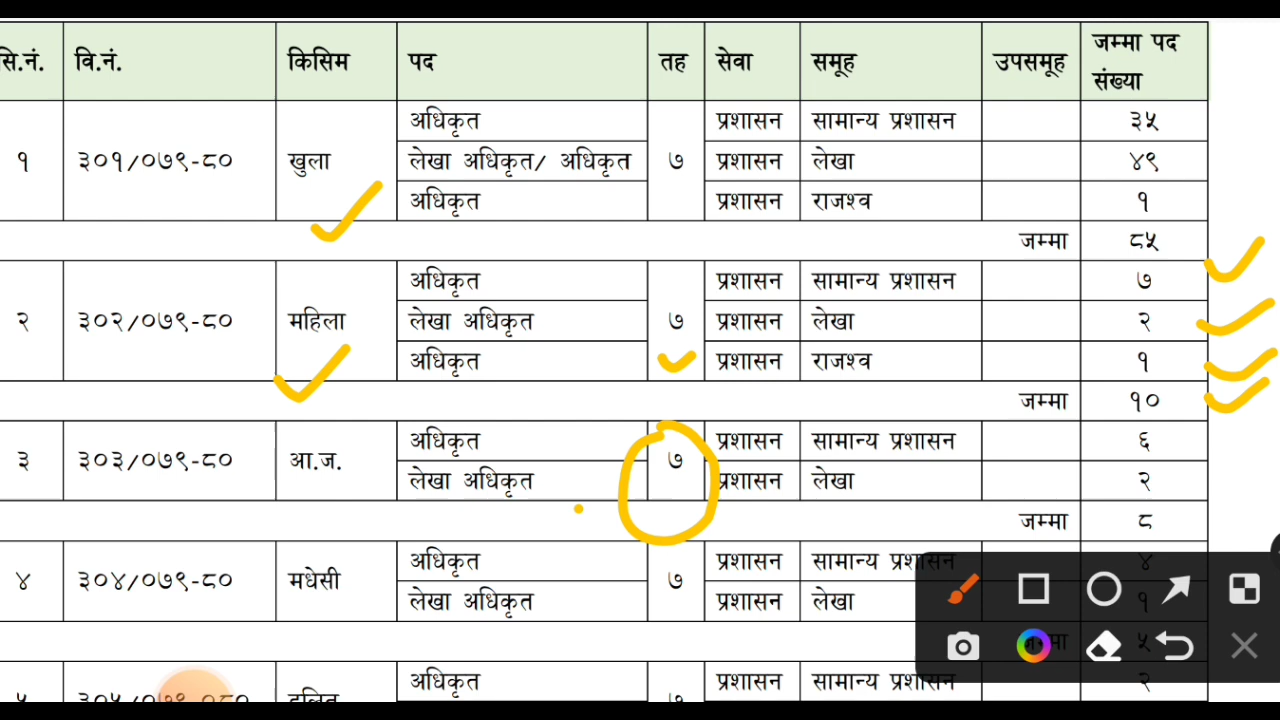 सि.नं. वि.नं. किसिम पद तह सेवा समूह उपसमूह जम्मा पद संख्या
१ ३०१/०७९-८० खुला अधिकृत ७ प्रशासन सामान्य प्रशासन ३५
लेखा अधिकृत/ अधिकृत प्रशासन लेखा ४९
अधिकृत प्रशासन राजश्व १
जम्मा ८५
२ ३०२/०७९-८० महिला अधिकृत ७ प्रशासन सामान्य प्रशासन ७
लेखा अधिकृत प्रशासन लेखा २
अधिकृत प्रशासन राजश्व १
जम्मा १०
३ ३०३/०७९-८० आ.ज. अधिकृत ७ प्रशासन सामान्य प्रशासन ६
लेखा अधिकृत प्रशासन लेखा २
जम्मा ८
४ ३०४/०७९-८० मधेसी अधिकृत ७ प्रशासन सामान्य प्रशासन ४
लेखा अधिकृत प्रशासन लेखा १
जम्मा ५
५ ३०५/०७९-०८० दलित अधिकृत ७ प्रशासन सामान्य प्रशासन २